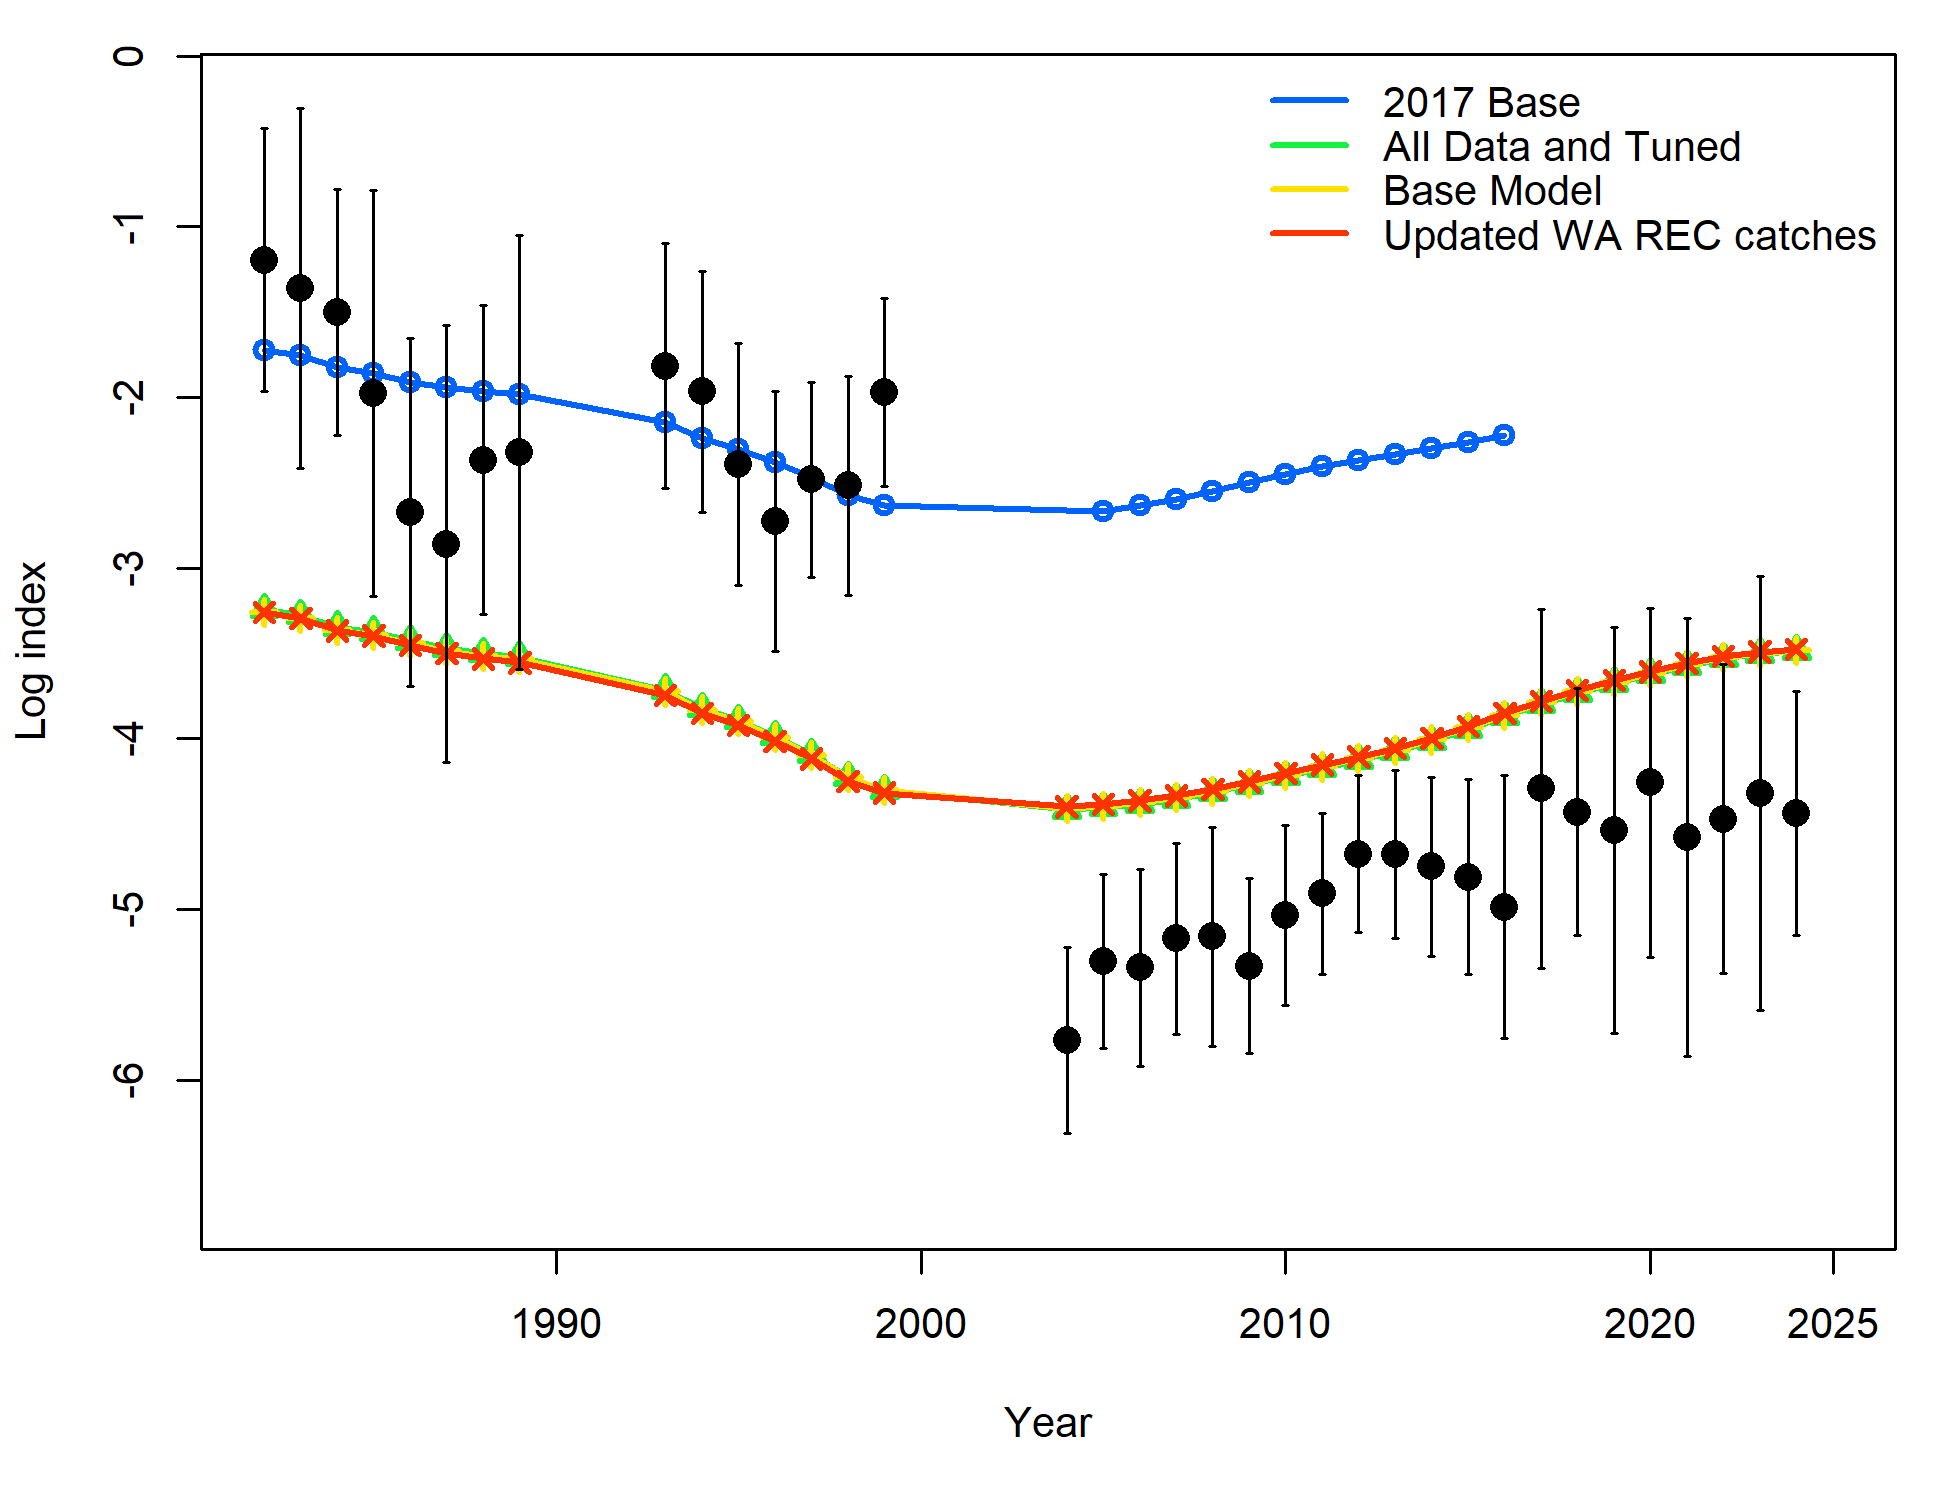 2017 Base
All Data and Tuned
Base Model
Updated WA REC catches
Log index
0
-1
-2
-3
-4
-5
-6
1990
2000
2010
2020
2025
Year